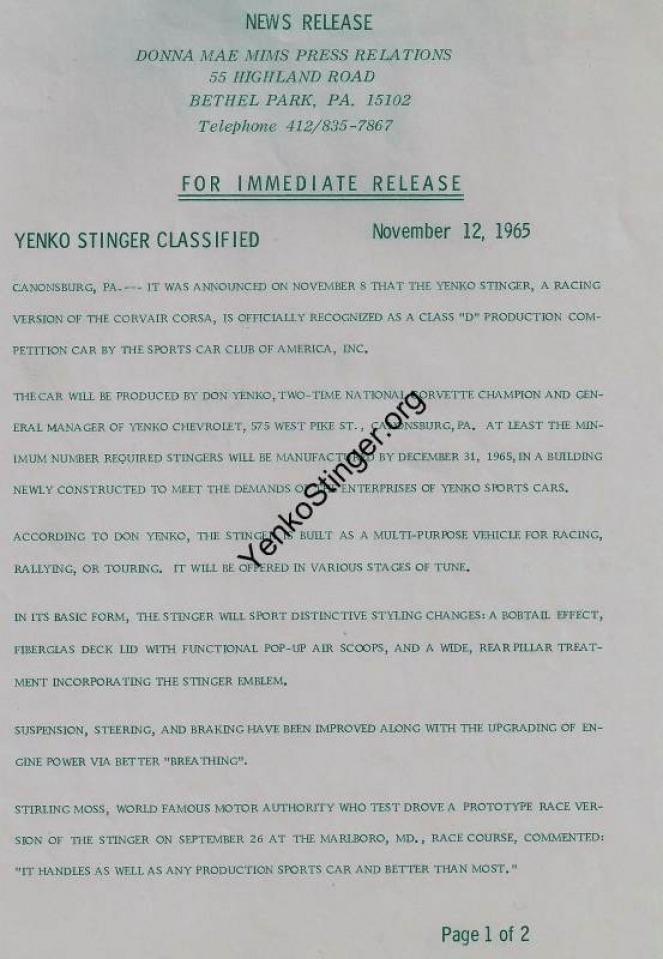 NEWS RELEASE
DONNA MAE MIMS PRESS RELATIONS
55 HIGHLAND ROAD
BETHEL PARK, PA. 15102
Telephone 412/835-7867
FOR IMMEDIATE RELEASE
YENKO STINGER CLASSIFIED
November 12, 1965
CANONSBURG, PA.--- IT WAS ANNOUNCED ON NOVEMBER 8 THAT THE YENKO STINGER, A RACING
VERSION OF THE CORVAIR CORSA, IS OFFICIALLY RECOGNIZED AS A CLASS "D" PRODUCTION COM-
PETITION CAR BY THE SPORTS CAR CLUB OF AMERICA, INC.
THE CAR WILL BE PRODUCED BY DON YENKO, TWO-TIME NATIONAL CORVETTE CHAMPION AND GEN-
ERAL MANAGER OF YENKO CHEVROLET, 575 WEST PIKE ST., CANONSBURG, PA. AT LEAST THE MIN-
IMUM NUMBER REQUIRED STINGERS WILL BE MANUFACTURED BY DECEMBER 31, 1965, IN A BUILDING
NEWLY CONSTRUCTED TO MEET THE DEMANDS OF THE ENTERPRISES OF YENKO SPORTS CARS.
ACCORDING TO DON YENKO, THE STINGER IS BUILT AS A MULTI-PURPOSE VEHICLE FOR RACING,
RALLYING, OR TOURING. IT WILL BE OFFERED IN VARIOUS STAGES OF TUNE.
IN ITS BASIC FORM, THE STINGER WILL SPORT DISTINCTIVE STYLING CHANGES: A BOBTAIL EFFECT,
FIBERGLAS DECK LID WITH FUNCTIONAL POP-UP AIR SCOOPS, AND A WIDE, REAR PILLAR TREAT-
MENT INCORPORATING THE STINGER EMBLEM.
SUSPENSION, STEERING, AND BRAKING HAVE BEEN IMPROVED ALONG WITH THE UPGRADING OF EN-
GINE POWER VIA BETTER "BREATHING".
STIRLING MOSS, WORLD FAMOUS MOTOR AUTHORITY WHO TEST DROVE A PROTOTYPE RACE VER-
SION OF THE STINGER ON SEPTEMBER 26 AT THE MARLBORO, MD., RACE COURSE, COMMENTED:
"IT HANDLES AS WELL AS ANY PRODUCTION SPORTS CAR AND BETTER THAN MOST."
Page 1 of 2
YenkoStinger.org